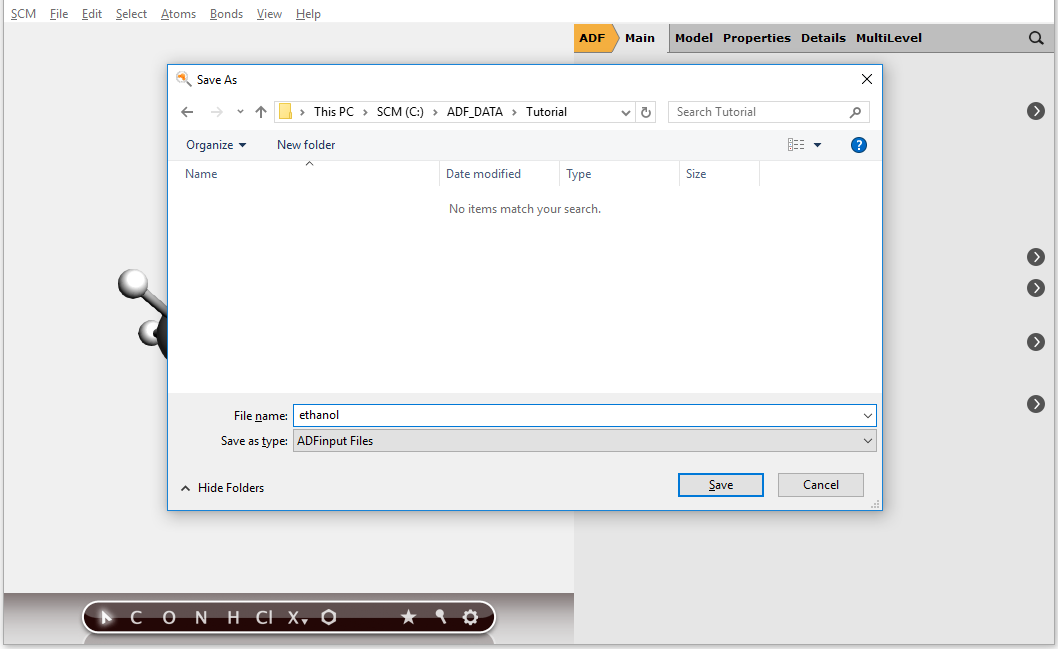 SCM File Edit Select Atoms Bonds View Help
ADF Main Model Properties Details MultiLevel
Save As
This PC SCM (C:) ADF_DATA Tutorial Search Tutorial
Organize New folder ?
Name Date modified Type Size
No items match your search.
File name: ethanol
Save as type: ADFinput Files
Hide Folders Save Cancel
C O N H Cl X